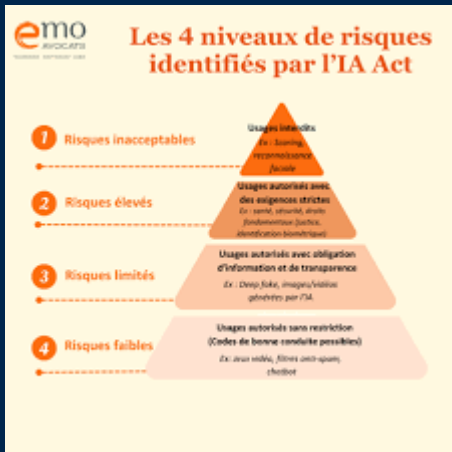 emo
AVOCATS
Les 4 niveaux de risques
identifiés par l'IA Act
1 Risques inacceptables
Usages interdits
Ex : Scoring,
reconnaissance
faciale
2 Risques élevés
Usages autorisés avec
des exigences strictes
Ex : santé, sécurité, droits
fondamentaux (justice,
identification biométrique)
3 Risques limités
Usages autorisés avec obligation
d'information et de transparence
Ex : Deep fake, images/vidéos
générées par l'IA.
4 Risques faibles
Usages autorisés sans restriction
(Codes de bonne conduite possibles)
Ex: jeux vidéo, filtres anti-spam,
chatbot